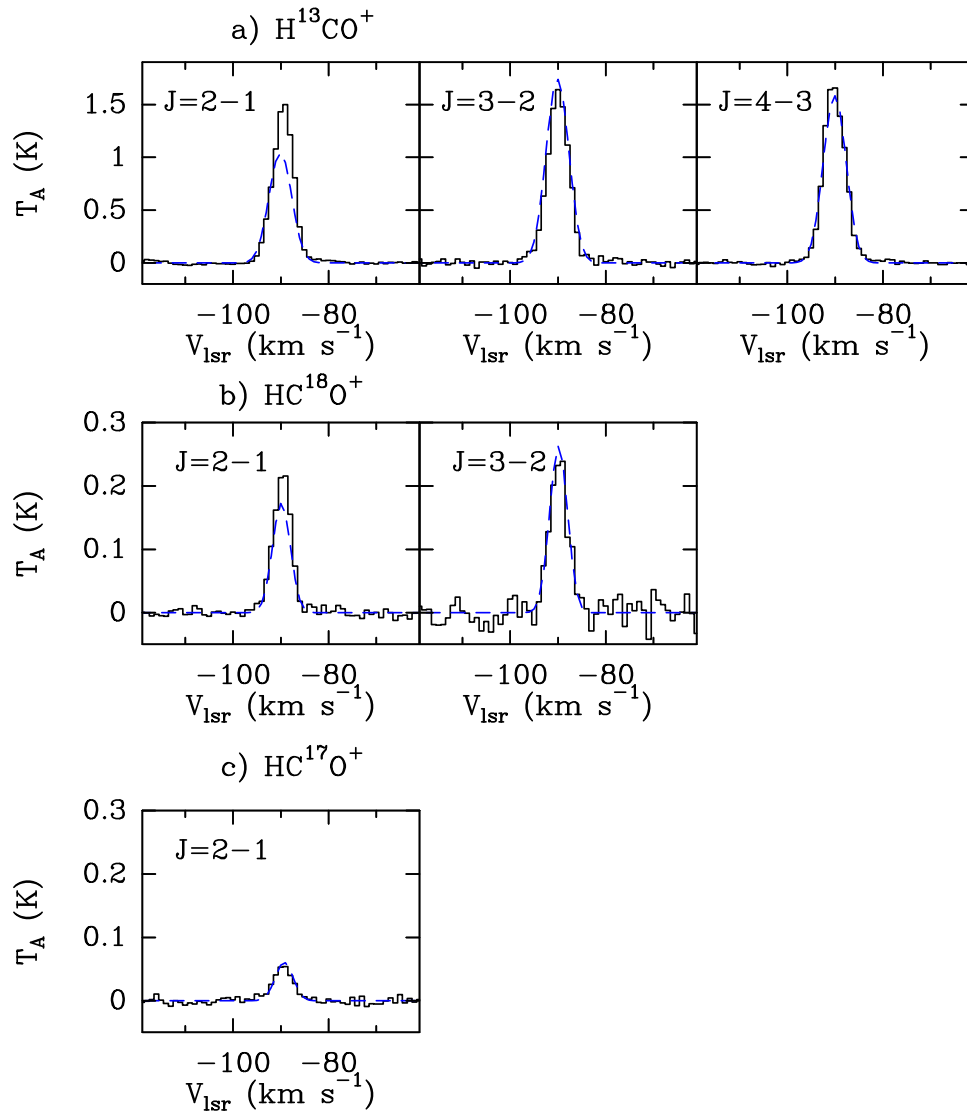 a) H¹³CO⁺
J=2−1 J=3−2 J=4−3
T_A (K)
1.5
1
0.5
0
−100 −80 −100 −80 −100 −80
V_lsr (km s⁻¹) V_lsr (km s⁻¹) V_lsr (km s⁻¹)
b) HC¹⁸O⁺
J=2−1 J=3−2
T_A (K)
0.3
0.2
0.1
0
−100 −80 −100 −80
V_lsr (km s⁻¹) V_lsr (km s⁻¹)
c) HC¹⁷O⁺
J=2−1
T_A (K)
0.3
0.2
0.1
0
−100 −80
V_lsr (km s⁻¹)